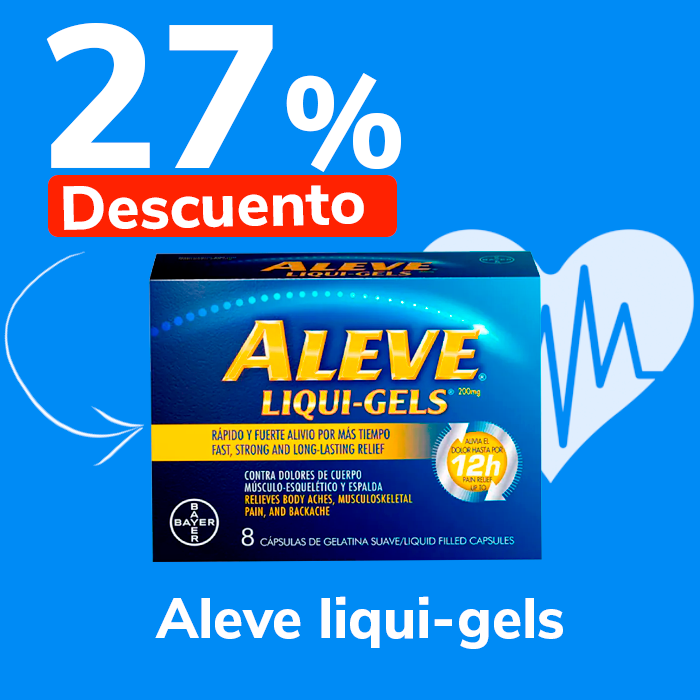 27%
Descuento
ALEVE
LIQUI-GELS
ALEVE®
LIQUI-GELS® 200mg
RÁPIDO Y FUERTE ALIVIO POR MÁS TIEMPO
FAST, STRONG AND LONG-LASTING RELIEF
ALIVIA EL
DOLOR HASTA POR
12h
PAIN RELIEF
UP TO
CONTRA DOLORES DE CUERPO
MÚSCULO-ESQUELÉTICO Y ESPALDA
RELIEVES BODY ACHES, MUSCULOSKELETAL
PAIN, AND BACKACHE
BAYER
BAYER
8 CÁPSULAS DE GELATINA SUAVE/LIQUID FILLED CAPSULES
Aleve liqui-gels